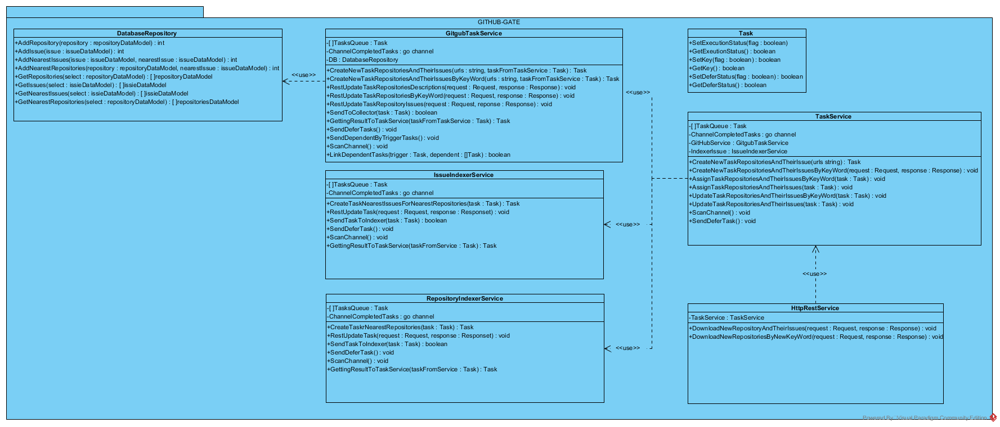 GITHUB-GATE
DatabaseRepository
+AddRepository(repository : repositoryDataModel) : int
+AddIssue(issue : issueDataModel) : int
+AddNearestIssues(issue : issueDataModel, nearestIssue : issueDataModel) : int
+AddNearestRepositories(repository : repositoryDataModel, nearestIssue : issueDataModel) : int
+GetRepositories(select : repositoryDataModel) : [ ]repositoryDataModel
+GetIssues(select : issieDataModel) : [ ]issieDataModel
+GetNearestIssues(select : issieDataModel) : [ ]issieDataModel
+GetNearestRepositories(select : repositoryDataModel) : [ ]repositoriesDataModel
<<use>>
GitgubTaskService
-[ ]TasksQueue : Task
-ChannelCompletedTasks : go channel
-DB : DatabaseRepository
+CreateNewTaskRepositoriesAndTheirIssues(urls : string, taskFromTaskService : Task) : Task
+CreateNewTaskRepositoriesAndTheirIssuesByKeyWord(urls : string, taskFromTaskService : Task) : Task
+RestUpdateTaskRepositoriesDescriptions(request : Request, response : Response) : void
+RestUpdateTaskRepositoriesByKeyWord(request : Request, response : Response) : void
+RestUpdateTaskRepositoryIssues(request : Request, reponse : Response) : void
+SendToCollector(task : Task) : boolean
+GettingResultToTaskService(taskFromTaskService : Task) : Task
+SendDeferTasks() : void
+SendDependentByTriggerTasks() : void
+ScanChannel() : void
+LinkDependentTasks(trigger : Task, dependent : []Task) : boolean
<<use>>
Task
+SetExecutionStatus(flag : boolean)
+GetExeutionStatus() : boolean
+SetKey(flag : boolean) : boolean
+GetKey() : boolean
+SetDeferStatus(flag : boolean) : boolean
+GetDeferStatus() : boolean
TaskService
-[ ]TaskQueue : Task
-ChannelCompletedTasks : go channel
-GitHubService : GitgubTaskService
-IndexerIssue : IssueIndexerService
+CreateNewTaskRepositoriesAndTheirIssue(urls string) : Task
+CreateNewTaskRepositoriesAndTheirIssuesByKeyWord(request : Request, response : Response) : void
+AssignTaskRepositoriesAndTheirIssuesByKeyWord(task : Task) : void
+AssignTaskRepositoriesAndTheirIssues(task : Task) : void
+UpdateTaskRepositoriesAndTheirIssuesByKeyWord(task : Task) : void
+UpdateTaskRepositoriesAndTheirIssues(task : Task) : void
+ScanChannel() : void
+SendDeferTask() : void
IssueIndexerService
-[ ]TasksQueue : Task
-ChannelCompletedTasks : go channel
+CreateTaskNearestIssuesForNearestRepositories(task : Task) : Task
+RestUpdateTask(request : Request, response : Responset) : void
+SendTaskToIndexer(task : Task) : boolean
+SendDeferTask() : void
+ScanChannel() : void
+GettingResultToTaskService(taskFromService : Task) : Task
<<use>>
<<use>>
RepositoryIndexerService
-[ ]TasksQueue : Task
-ChannelCompletedTasks : go channel
+CreateTaskrNearestRepositories(task : Task) : Task
+RestUpdateTask(request : Request, response : Responset) : void
+SendTaskToIndexer(task : Task) : boolean
+SendDeferTask() : void
+ScanChannel() : void
+GettingResultToTaskService(taskFromService : Task) : Task
<<use>>
HttpRestService
-TaskService : TaskService
+DownloadNewRepositoryAndTheirIssues(request : Request, response : Response) : void
+DownloadNewRepositoriesByNewKeyWord(request : Request, response : Response) : void
Powered By Visual Paradigm Community Edition